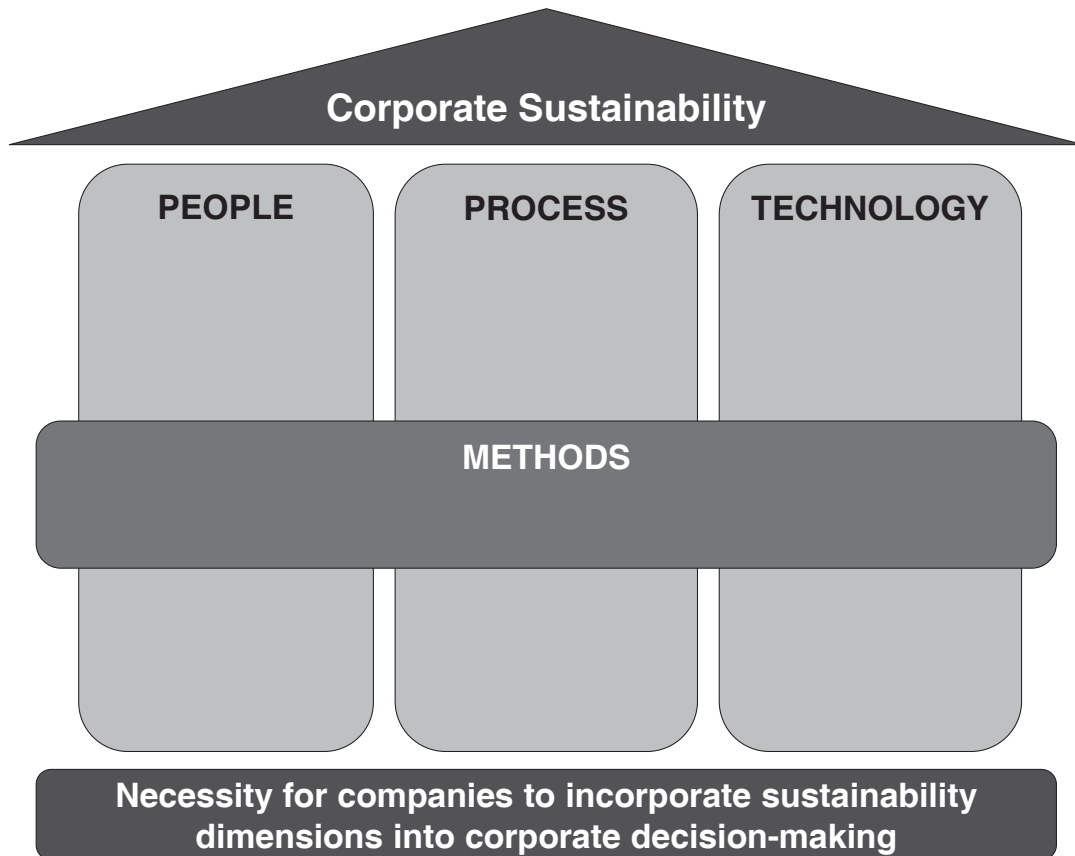 Corporate Sustainability
PEOPLE
PROCESS
TECHNOLOGY
METHODS
Necessity for companies to incorporate sustainability
dimensions into corporate decision-making